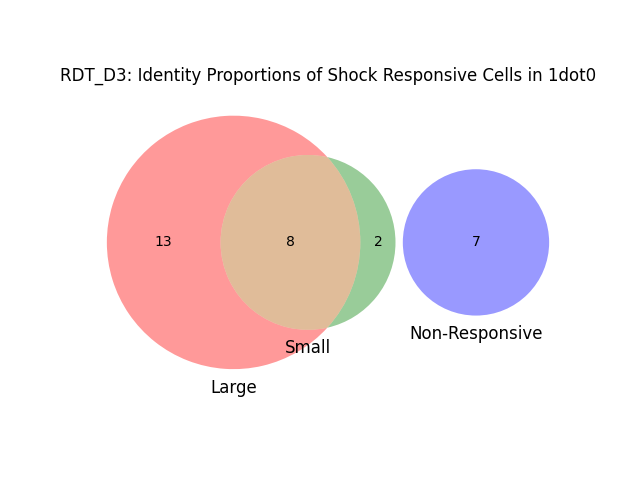 RDT_D3: Identity Proportions of Shock Responsive Cells in 1dot0
13
8
2
7
Non-Responsive
Small
Large